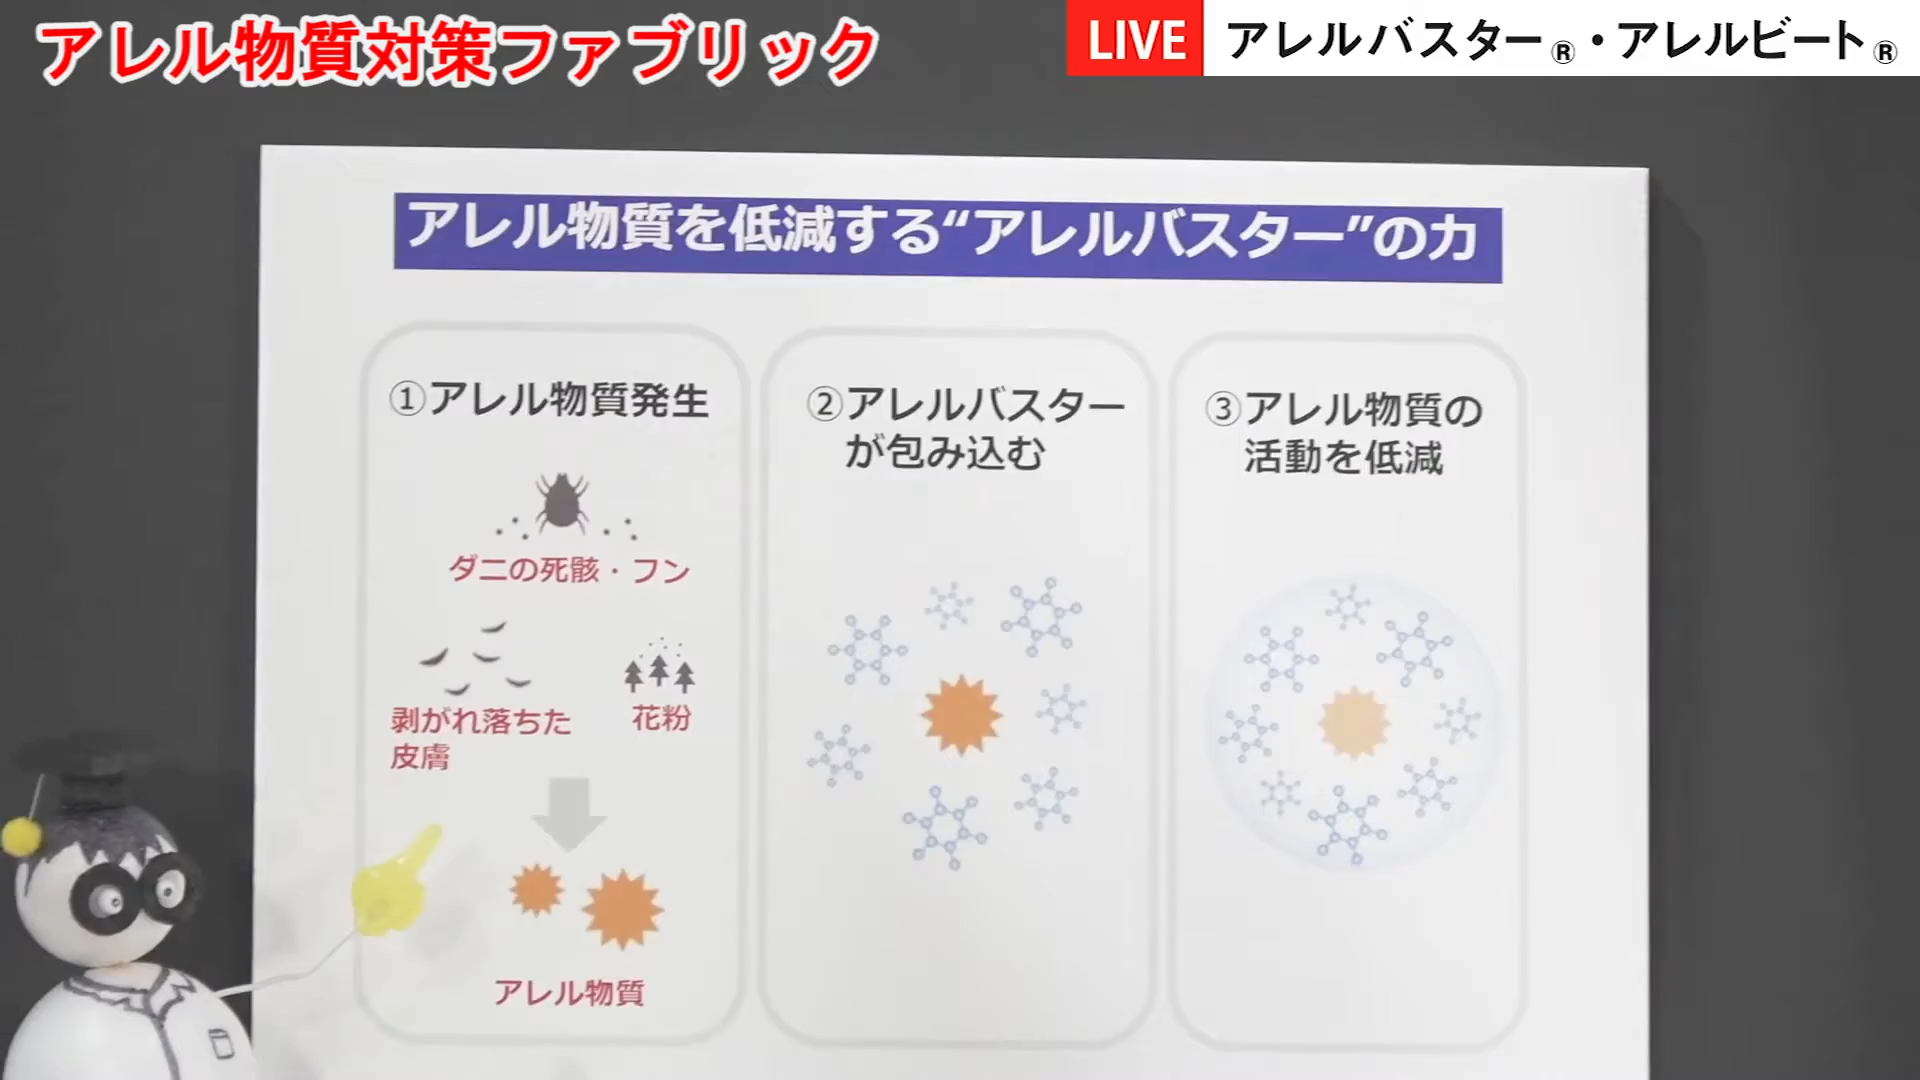 アレル物質対策ファブリック
LIVE アレルバスター®・アレルビート®
アレル物質を低減する“アレルバスター”の力
①アレル物質発生
ダニの死骸・フン
剥がれ落ちた
皮膚
花粉
アレル物質
②アレルバスター
が包み込む
③アレル物質の
活動を低減